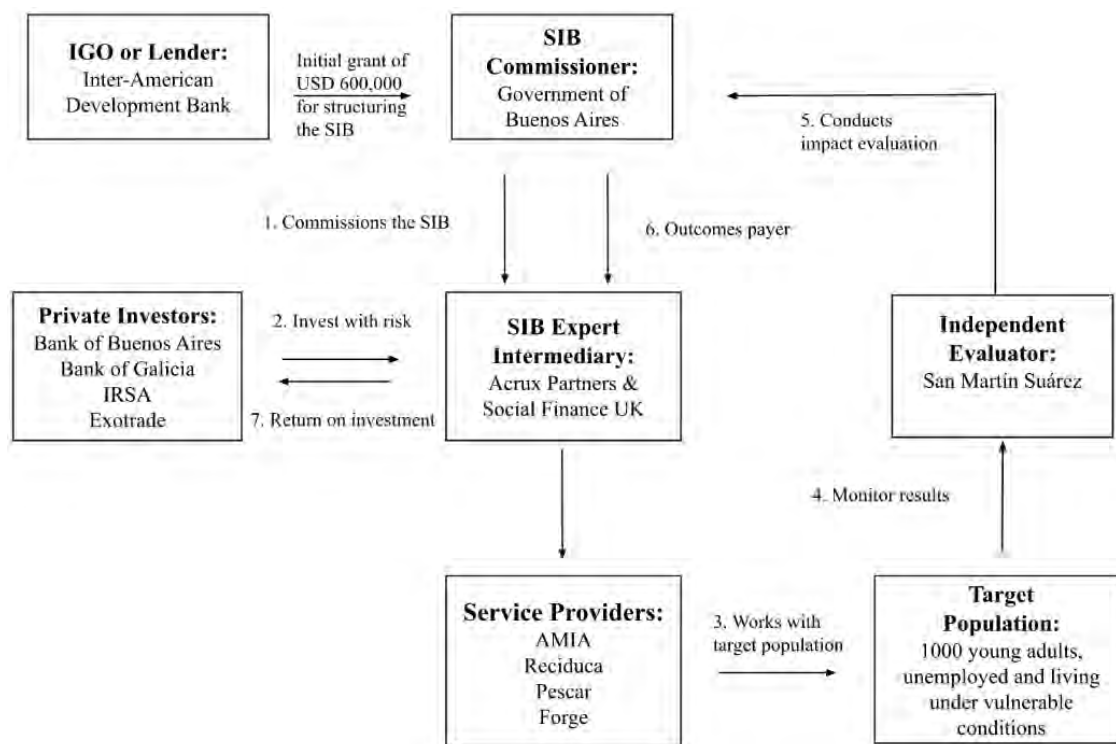 IGO or Lender:
Inter-American
Development Bank
Initial grant of
USD 600,000
for structuring
the SIB
SIB
Commissioner:
Government of
Buenos Aires
5. Conducts
impact evaluation
1. Commissions the SIB
6. Outcomes payer
Private Investors:
Bank of Buenos Aires
Bank of Galicia
IRSA
Exotrade
2. Invest with risk
7. Return on investment
SIB Expert
Intermediary:
Acrux Partners &
Social Finance UK
Independent
Evaluator:
San Martín Suárez
4. Monitor results
Service Providers:
AMIA
Reciduca
Pescar
Forge
3. Works with
target population
Target
Population:
1000 young adults,
unemployed and living
under vulnerable
conditions